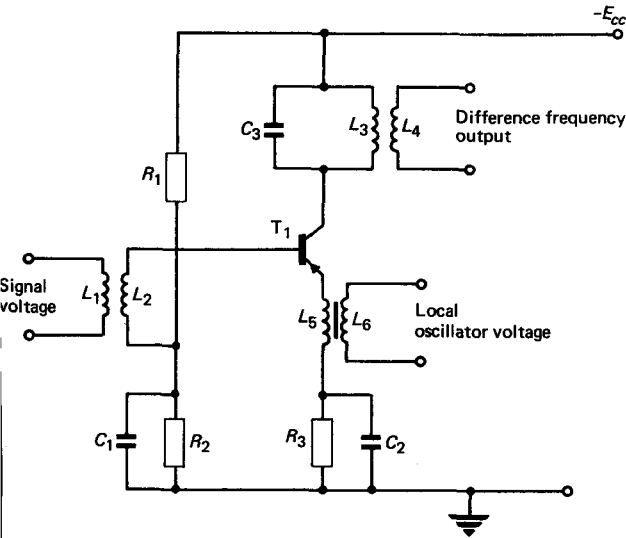 -Ecc
C3
L3
L4
Difference frequency
output
R1
T1
Signal
voltage
L1
L2
L5
L6
Local
oscillator voltage
C1
R2
R3
C2